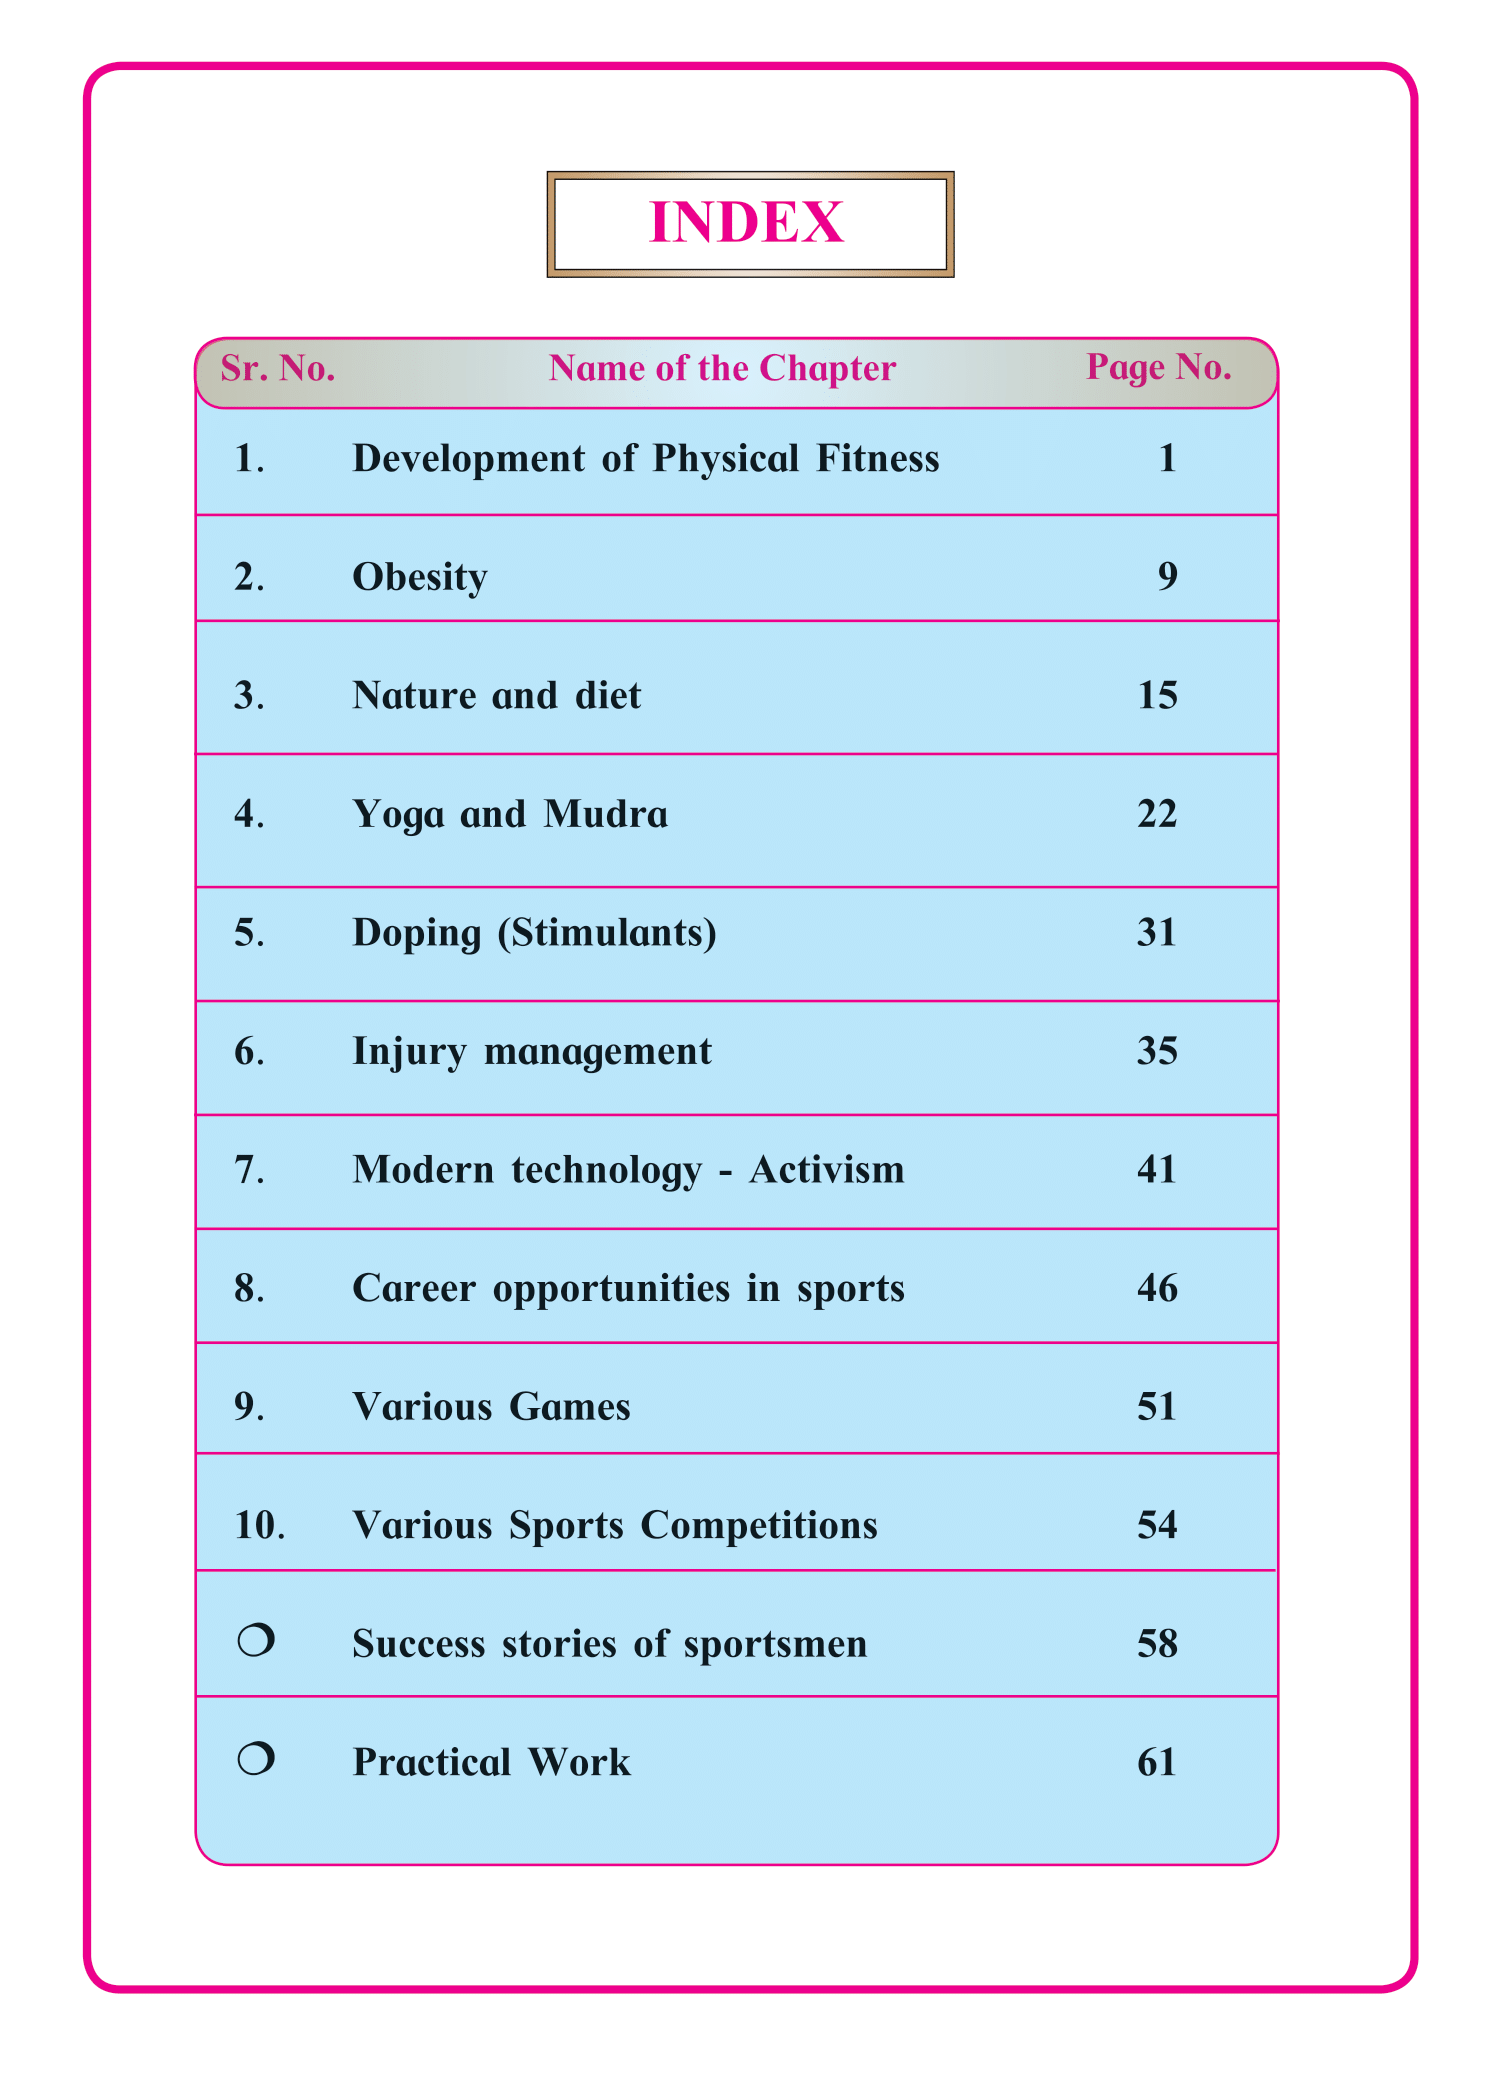 INDEX
Sr. No. Name of the Chapter Page No.
1. Development of Physical Fitness 1
2. Obesity 9
3. Nature and diet 15
4. Yoga and Mudra 22
5. Doping (Stimulants) 31
6. Injury management 35
7. Modern technology - Activism 41
8. Career opportunities in sports 46
9. Various Games 51
10. Various Sports Competitions 54
❍ Success stories of sportsmen 58
❍ Practical Work 61